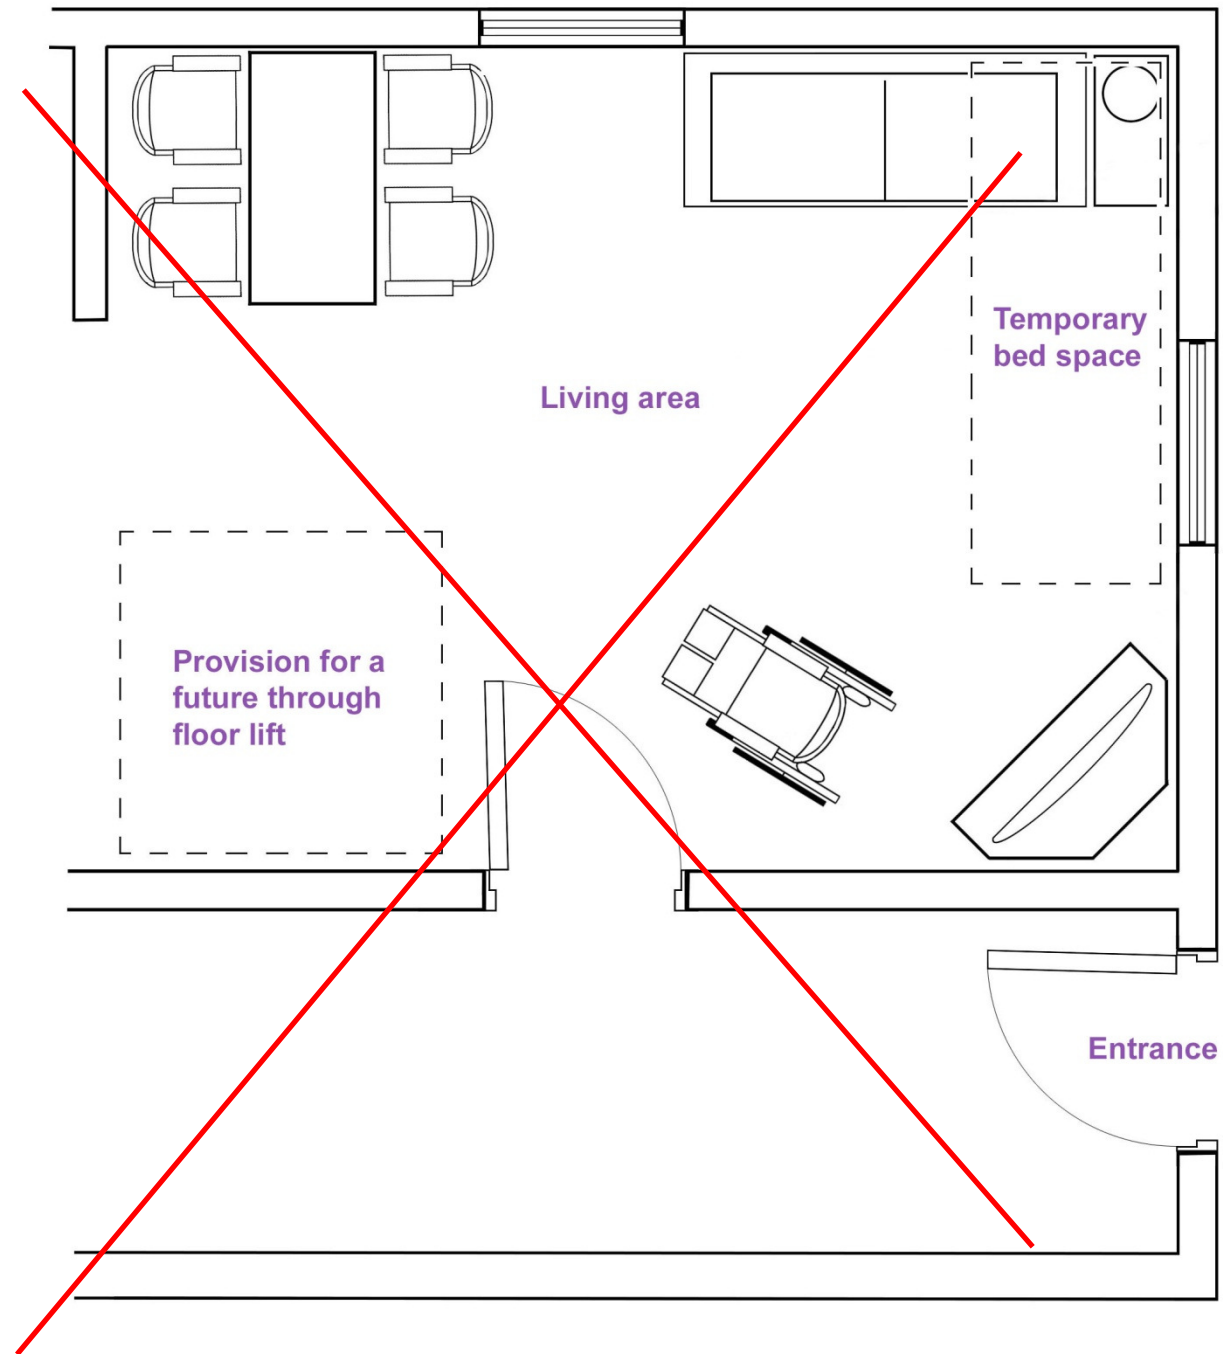 Temporary
bed space
Living area
Provision for a
future through
floor lift
Entrance